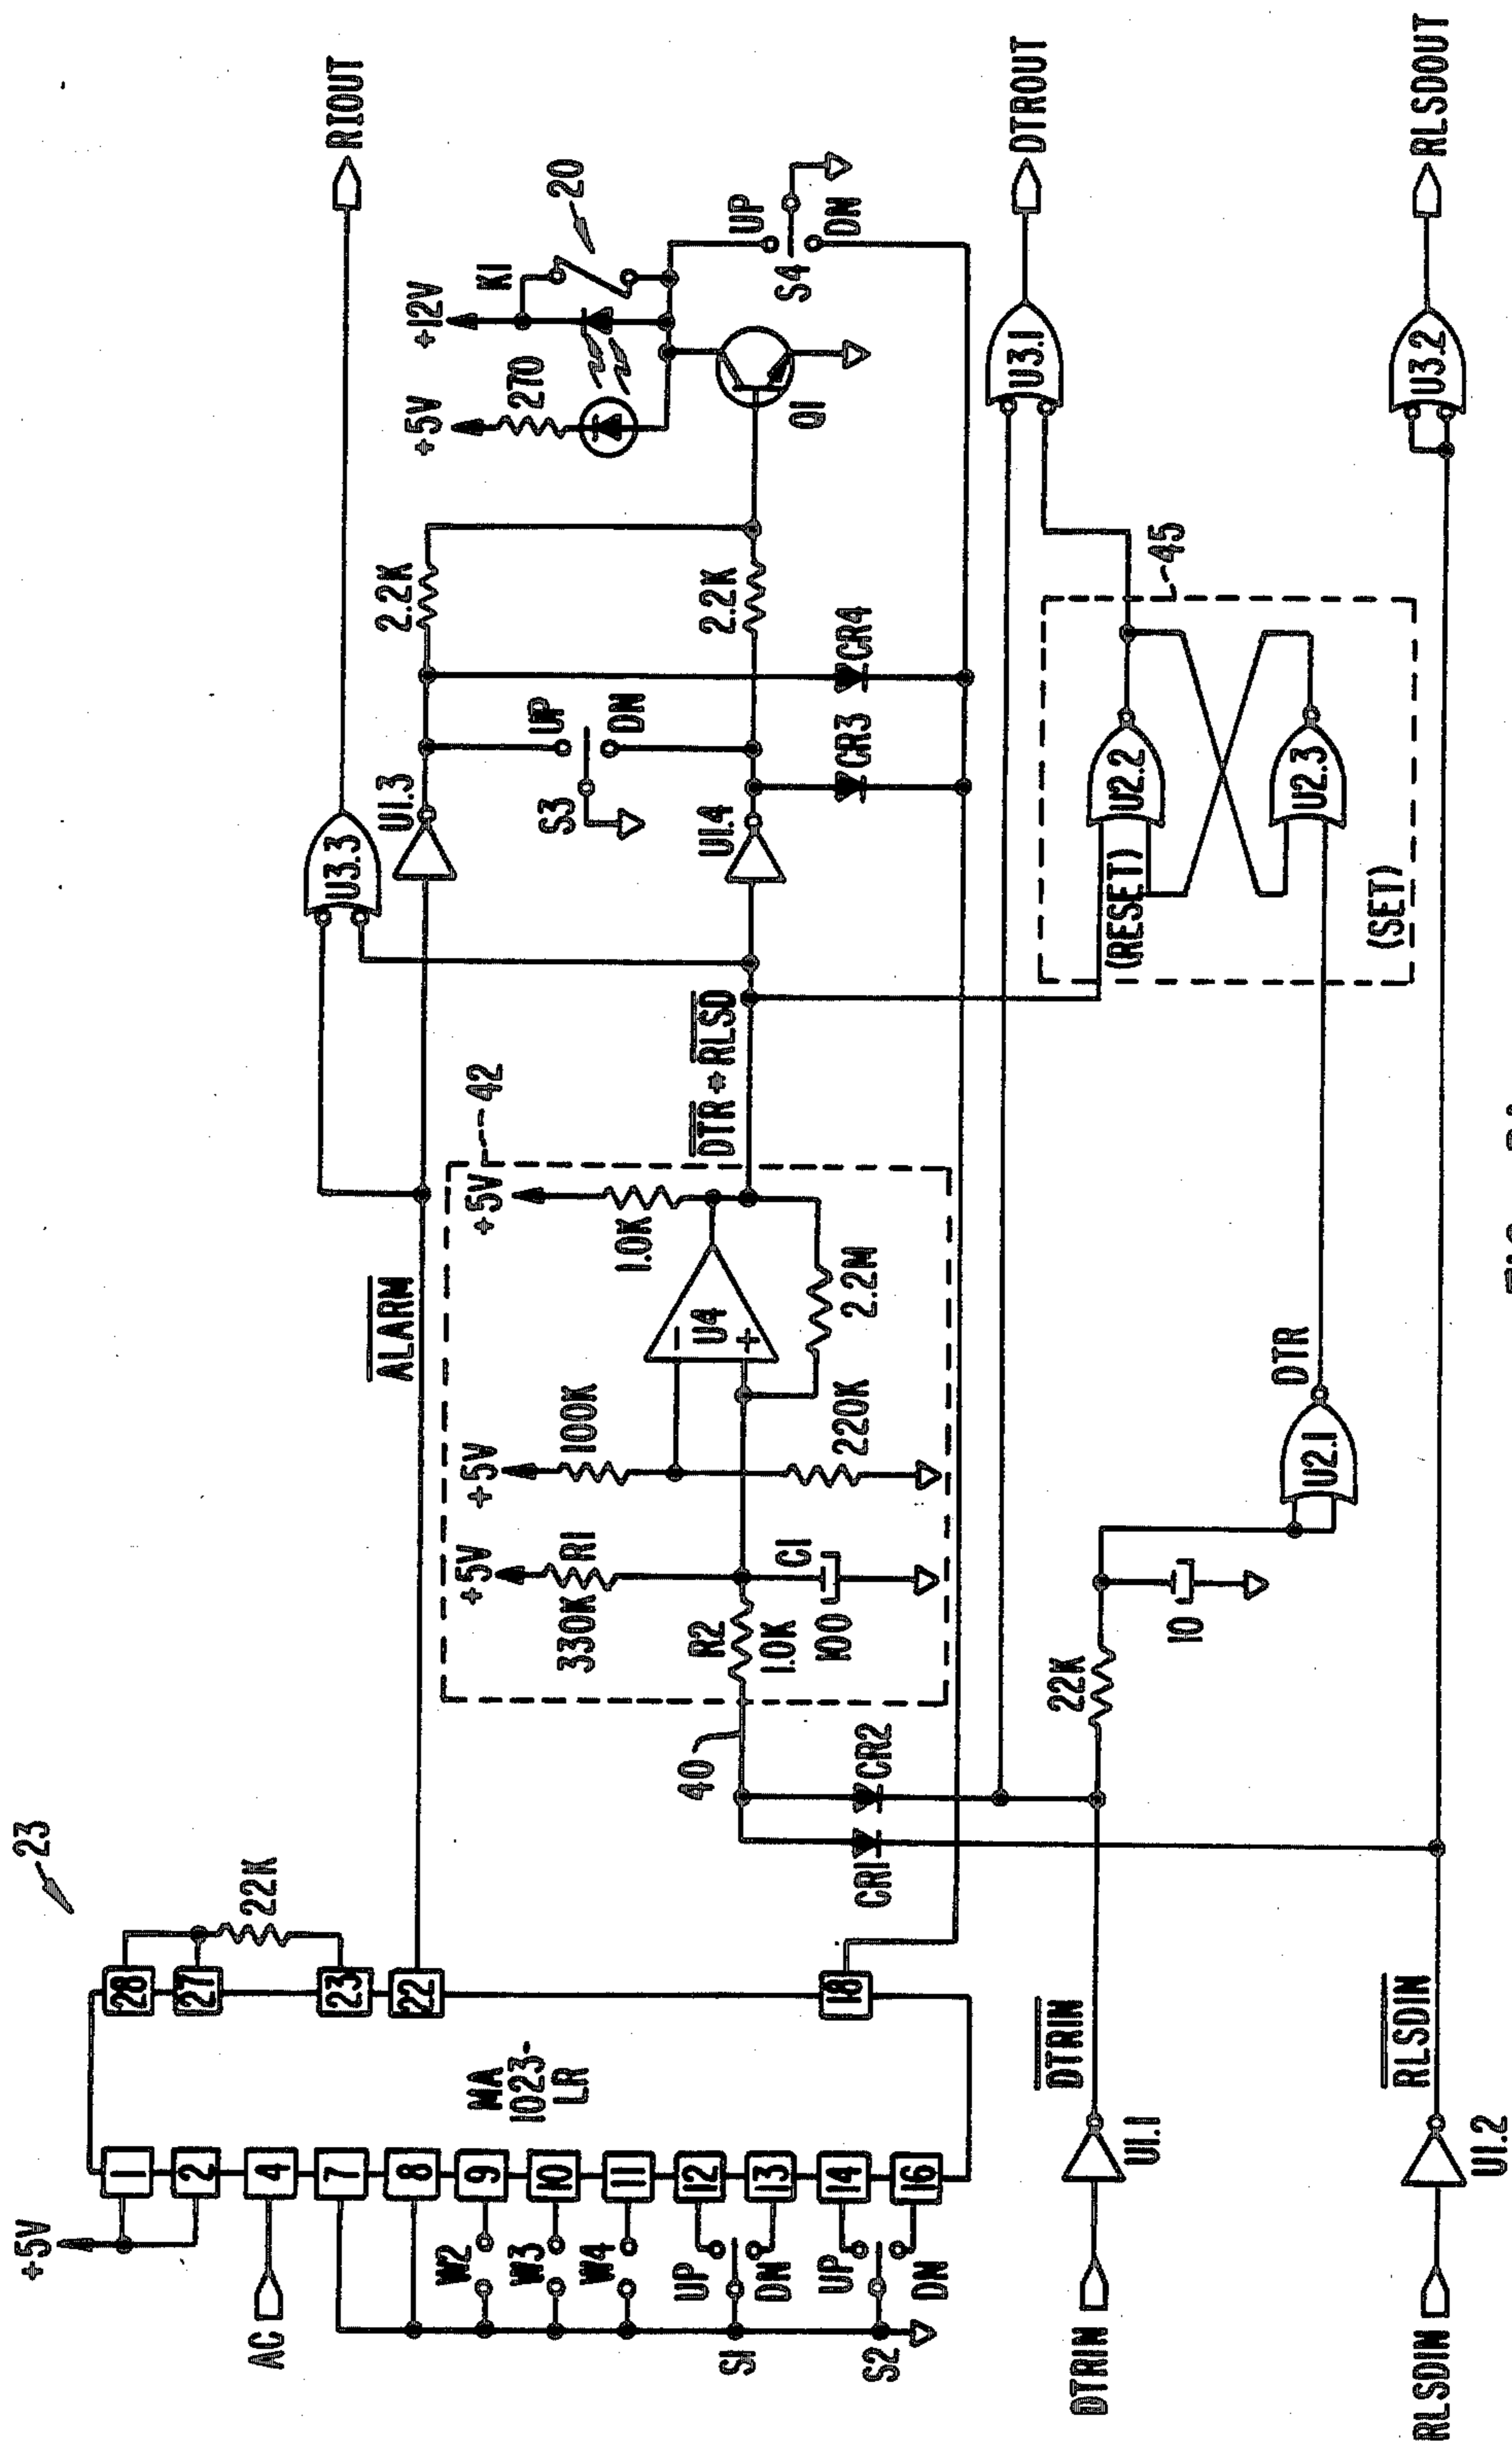 23
+5V
1
2
AC
4
7
8
W2
9
W3
10
W4
11
UP
12
S1
DN
13
UP
14
S2
DN
16
MA
1023-
LR
28
27
22K
23
22
18
ALARM
U3.3
RIOUT
U1.3
2.2K
+5V
270
+12V
K1
20
UP
S3
DN
U1.4
2.2K
CR3
CR4
Q1
UP
S4
DN
42
40
R2
1.0K
+5V
330K
R1
100
C1
+5V
100K
220K
U4
-
+
2.2M
+5V
1.0K
DTR + RLSD
CR1
CR2
DTRIN
U1.1
DTRIN
22K
10
U2.1
DTR
(RESET)
U2.2
(SET)
U2.3
45
U3.1
DTROUT
RLSDIN
U1.2
RLSDIN
U3.2
RLSDOUT